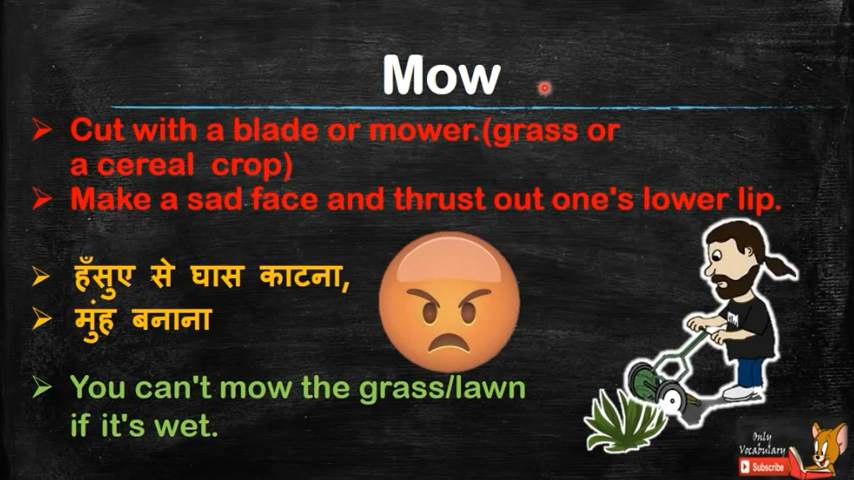 Mow
Cut with a blade or mower.(grass or
a cereal crop)
Make a sad face and thrust out one's lower lip.
हँसुए से घास काटना,
मुंह बनाना
You can't mow the grass/lawn
if it's wet.
Only
Vocabulary
Subscribe